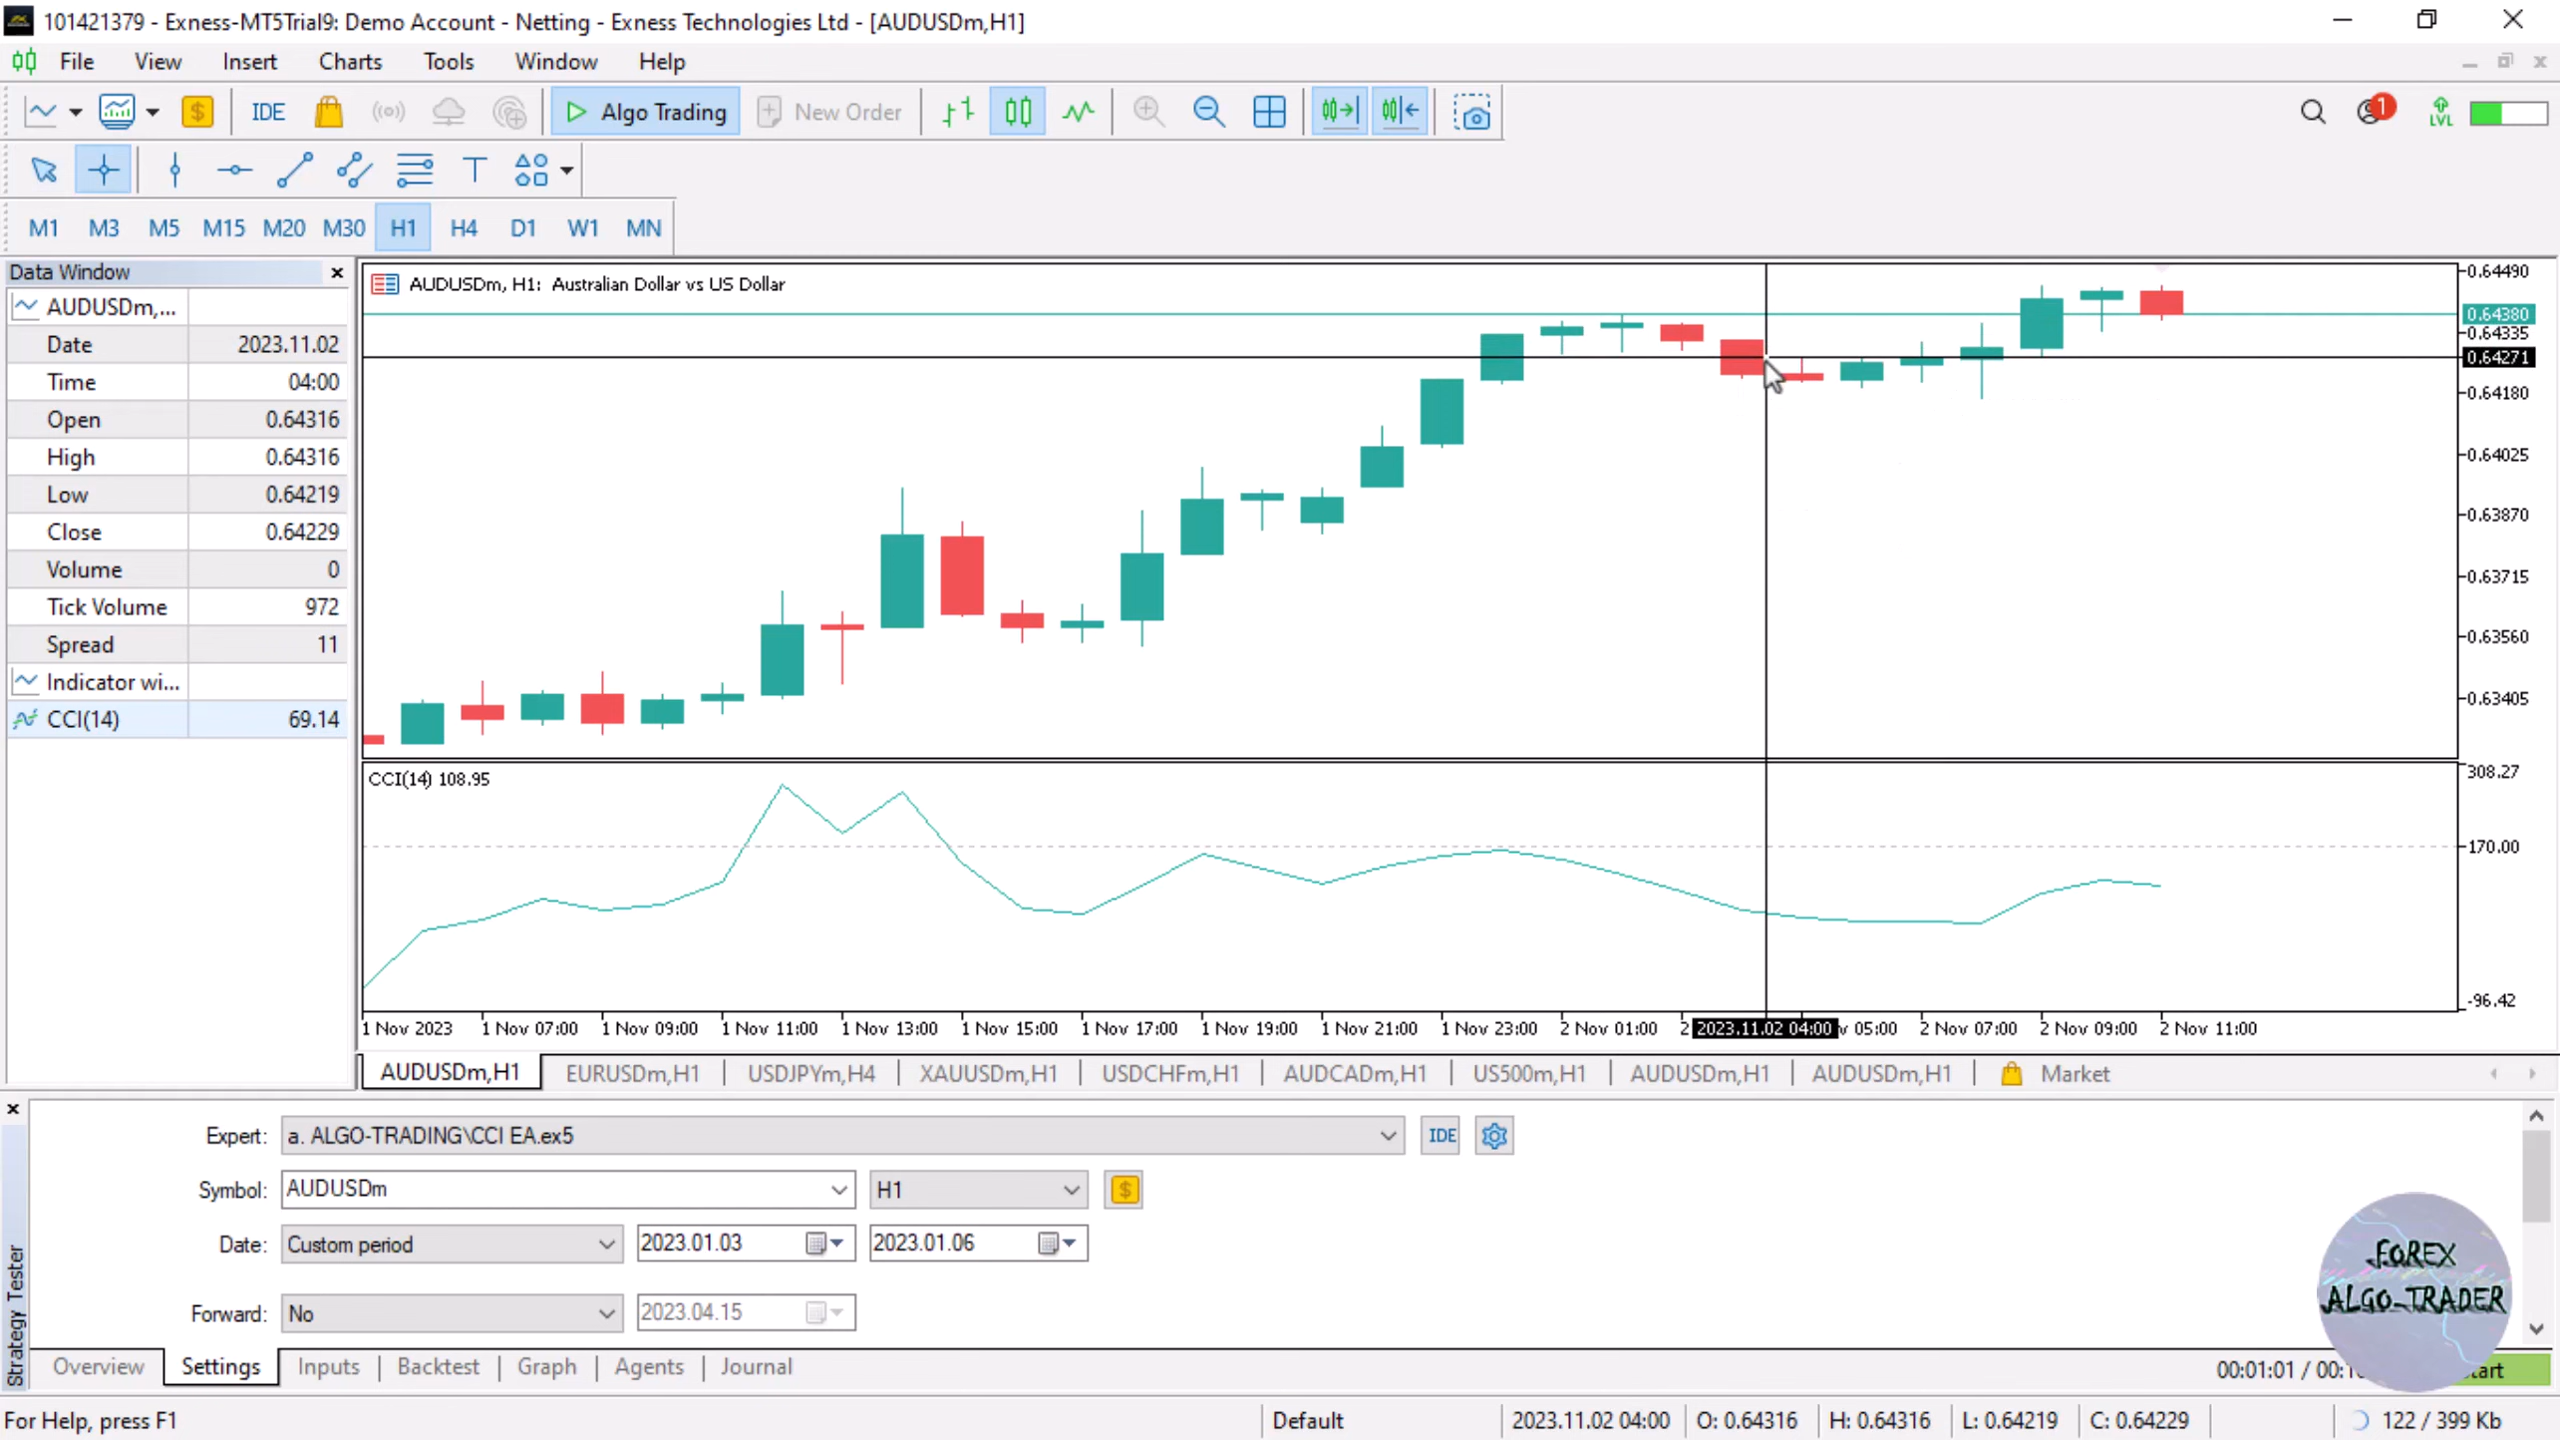 101421379 - Exness-MT5Trial9: Demo Account - Netting - Exness Technologies Ltd - [AUDUSDm,H1]
File View Insert Charts Tools Window Help
IDE Algo Trading New Order 1 LVL
T
M1 M3 M5 M15 M20 M30 H1 H4 D1 W1 MN
Data Window
AUDUSDm,...
Date 2023.11.02
Time 04:00
Open 0.64316
High 0.64316
Low 0.64219
Close 0.64229
Volume 0
Tick Volume 972
Spread 11
Indicator wi...
CCI(14) 69.14
AUDUSDm, H1: Australian Dollar vs US Dollar
0.64490
0.64380
0.64335
0.64271
0.64180
0.64025
0.63870
0.63715
0.63560
0.63405
CCI(14) 108.95
308.27
170.00
-96.42
1 Nov 2023 1 Nov 07:00 1 Nov 09:00 1 Nov 11:00 1 Nov 13:00 1 Nov 15:00 1 Nov 17:00 1 Nov 19:00 1 Nov 21:00 1 Nov 23:00 2 Nov 01:00 2 2023.11.02 04:00 v 05:00 2 Nov 07:00 2 Nov 09:00 2 Nov 11:00
AUDUSDm,H1 EURUSDm,H1 USDJPYm,H4 XAUUSDm,H1 USDCHFm,H1 AUDCADm,H1 US500m,H1 AUDUSDm,H1 AUDUSDm,H1 Market
Expert: a. ALGO-TRADING\CCI EA.ex5 IDE
Symbol: AUDUSDm H1
Date: Custom period 2023.01.03 2023.01.06
Forward: No 2023.04.15
Strategy Tester
FOREX
ALGO-TRADER
Overview Settings Inputs Backtest Graph Agents Journal
00:01:01 / 00:1 tart
For Help, press F1 Default 2023.11.02 04:00 O: 0.64316 H: 0.64316 L: 0.64219 C: 0.64229 122 / 399 Kb